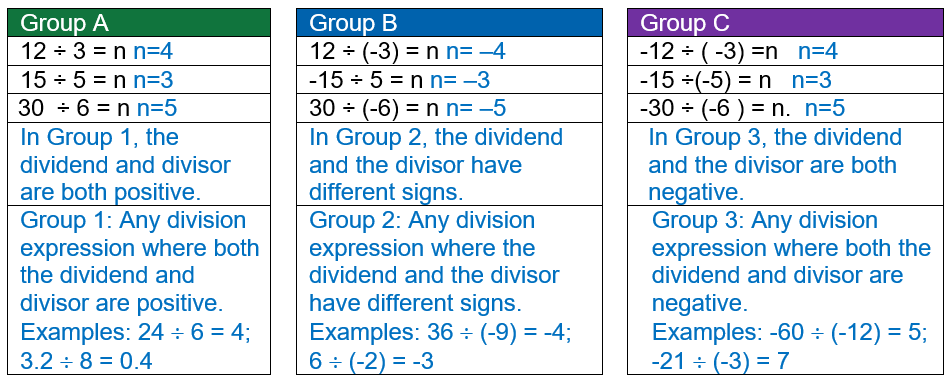 Group A
12 ÷ 3 = n n=4
15 ÷ 5 = n n=3
30 ÷ 6 = n n=5
In Group 1, the
dividend and divisor
are both positive.
Group 1: Any division
expression where both
the dividend and
divisor are positive.
Examples: 24 ÷ 6 = 4;
3.2 ÷ 8 = 0.4
Group B
12 ÷ (-3) = n n= –4
-15 ÷ 5 = n n= –3
30 ÷ (-6) = n n= –5
In Group 2, the dividend
and the divisor have
different signs.
Group 2: Any division
expression where the
dividend and the divisor
have different signs.
Examples: 36 ÷ (-9) = -4;
6 ÷ (-2) = -3
Group C
-12 ÷ ( -3) =n n=4
-15 ÷(-5) = n n=3
-30 ÷ (-6 ) = n. n=5
In Group 3, the dividend
and the divisor are both
negative.
Group 3: Any division
expression where both the
dividend and divisor are
negative.
Examples: -60 ÷ (-12) = 5;
-21 ÷ (-3) = 7